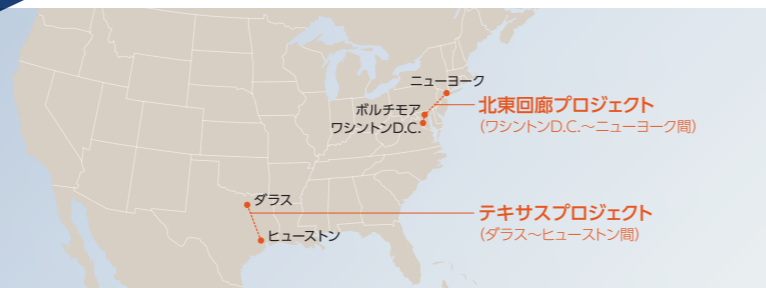 ニューヨーク
ボルチモア
ワシントンD.C.
北東回廊プロジェクト
(ワシントンD.C.～ニューヨーク間)
ダラス
ヒューストン
テキサスプロジェクト
(ダラス～ヒューストン間)